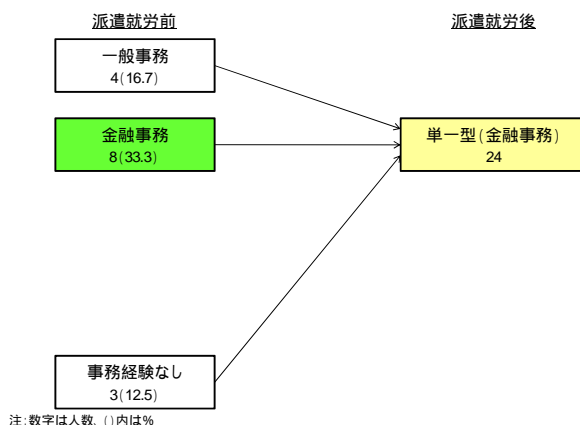 派遣就労前
派遣就労後
一般事務
4(16.7)
金融事務
8(33.3)
単一型(金融事務)
24
事務経験なし
3(12.5)
注:数字は人数、()内は%